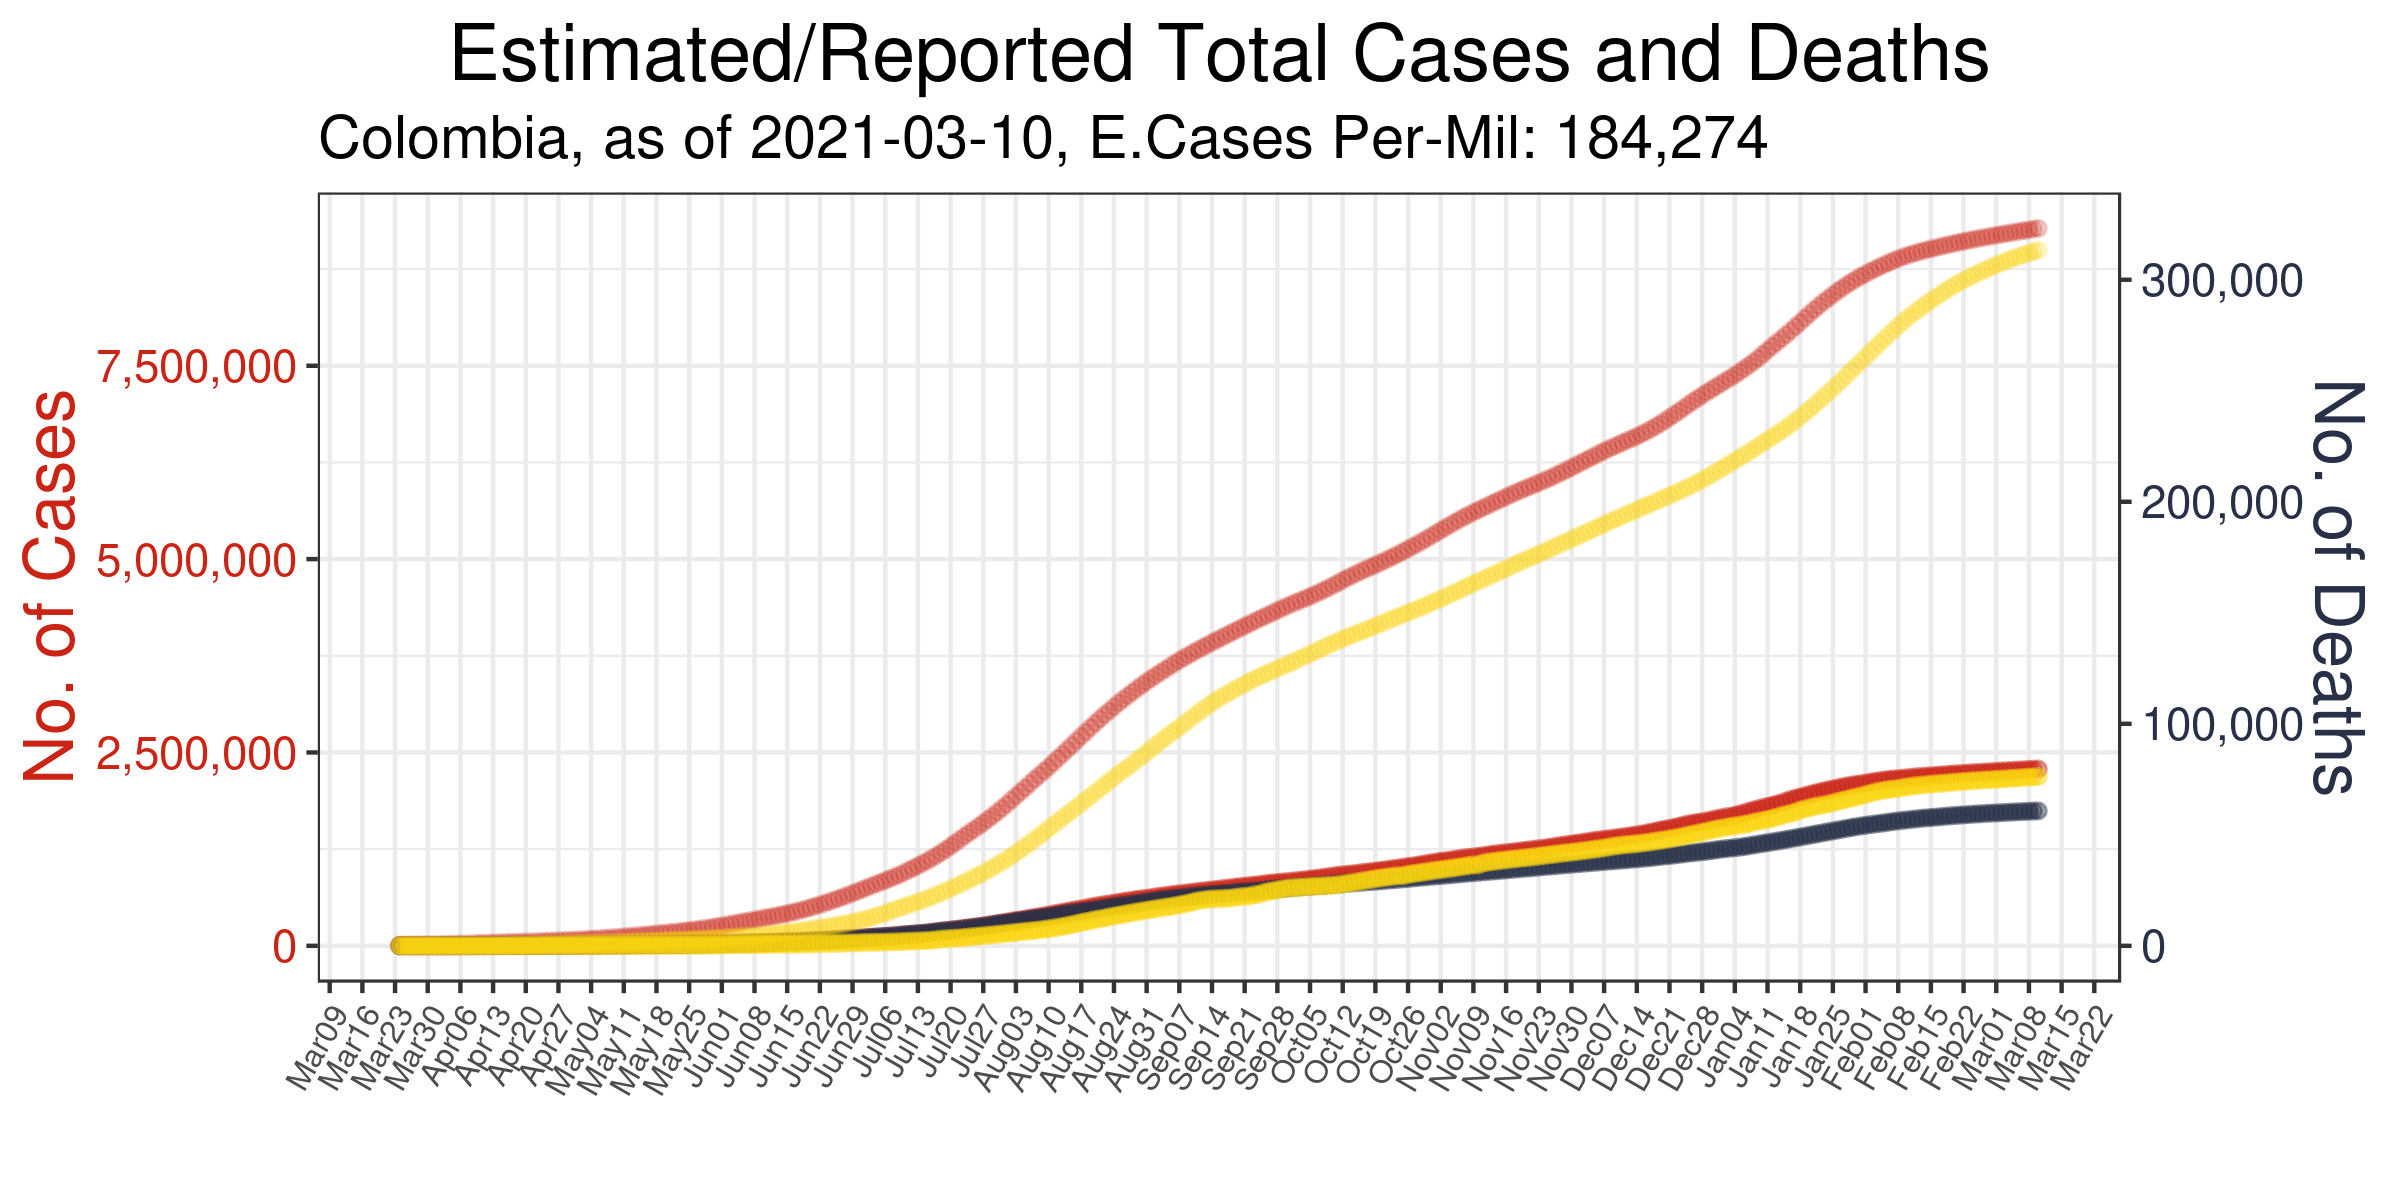 Estimated/Reported Total Cases and Deaths
Colombia, as of 2021-03-10, E.Cases Per-Mil: 184,274
No. of Cases
7,500,000
5,000,000
2,500,000
0
300,000
200,000
100,000
0
No. of Deaths
Mar09
Mar16
Mar23
Mar30
Apr06
Apr13
Apr20
Apr27
May04
May11
May18
May25
Jun01
Jun08
Jun15
Jun22
Jun29
Jul06
Jul13
Jul20
Jul27
Aug03
Aug10
Aug17
Aug24
Aug31
Sep07
Sep14
Sep21
Sep28
Oct05
Oct12
Oct19
Oct26
Nov02
Nov09
Nov16
Nov23
Nov30
Dec07
Dec14
Dec21
Dec28
Jan04
Jan11
Jan18
Jan25
Feb01
Feb08
Feb15
Feb22
Mar01
Mar08
Mar15
Mar22